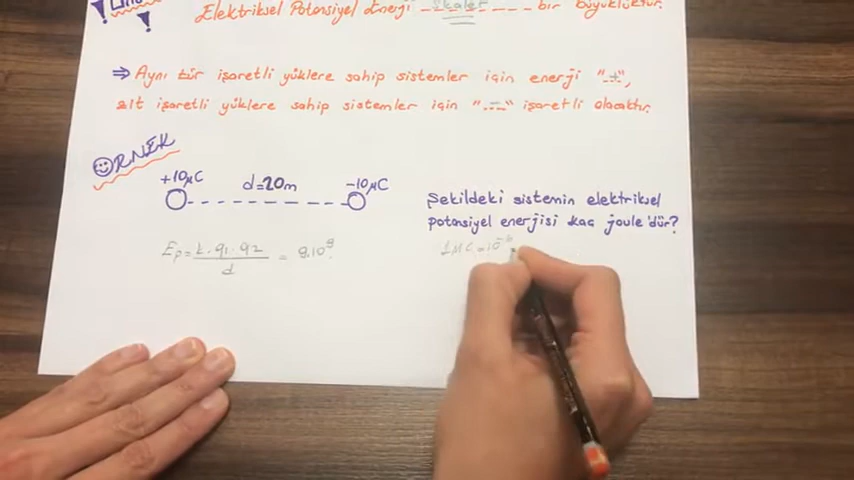 Elektriksel Potansiyel Enerji skaler bir büyüklüktür.
⇒ Aynı tür işaretli yüklere sahip sistemler için enerji "+",
zıt işaretli yüklere sahip sistemler için "-" işaretli olacaktır.
ÖRNEK
+10μC d=20m -10μC
Şekildeki sistemin elektriksel
potansiyel enerjisi kaç joule'dür?
1μC=10⁻⁶
Ep=k.q1.q2/d = 9.10⁹.